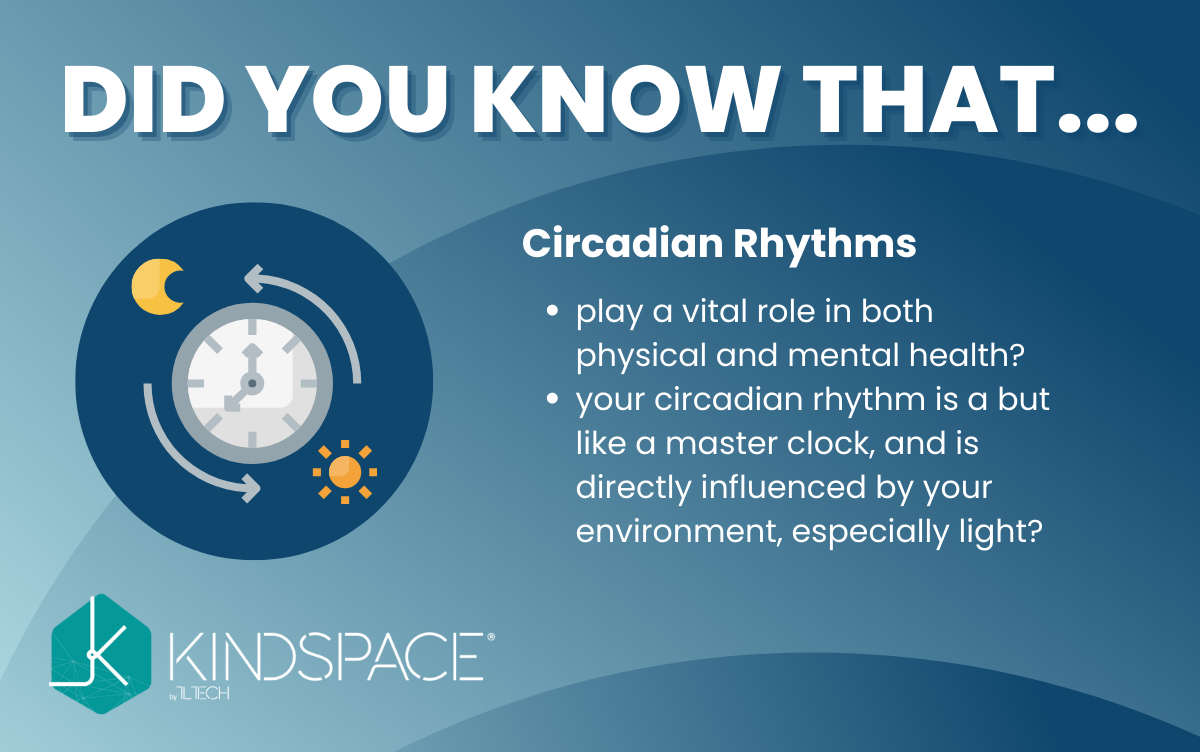 DID YOU KNOW THAT...
Circadian Rhythms
• play a vital role in both
physical and mental health?
• your circadian rhythm is a but
like a master clock, and is
directly influenced by your
environment, especially light?
KINDSPACE®
by 1L1ECH